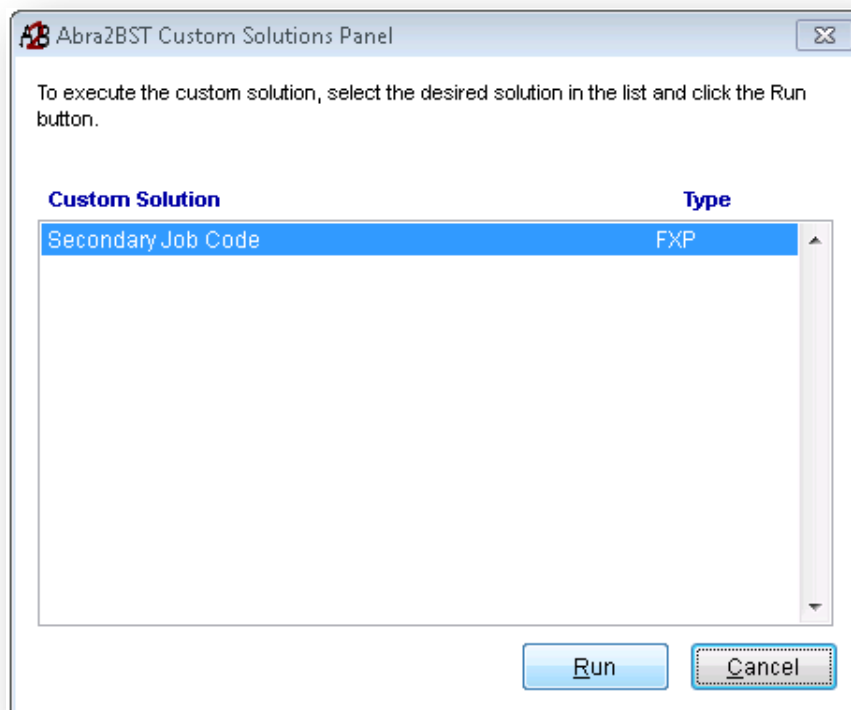 Abra2BST Custom Solutions Panel
To execute the custom solution, select the desired solution in the list and click the Run
button.
Custom Solution Type
Secondary Job Code FXP
Run Cancel